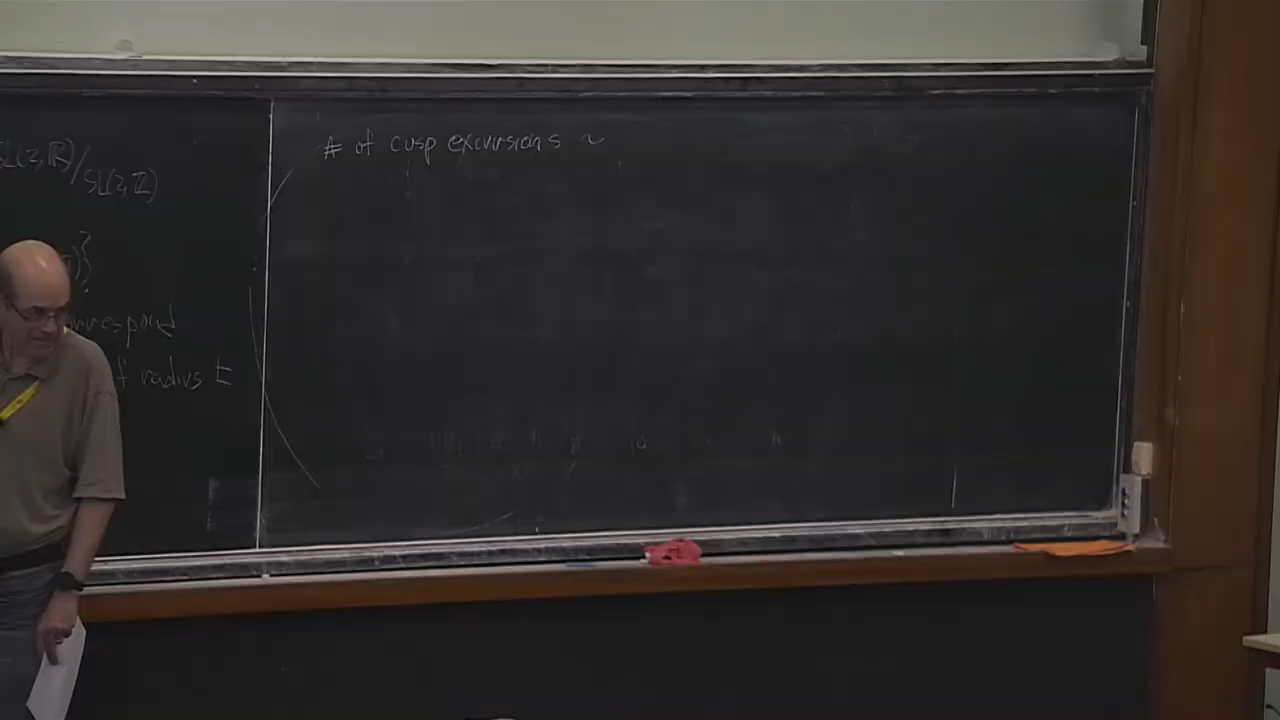 SL(2,ℝ)/SL(2,ℤ)
}
correspond
f radius t
# of cusp excursions ~